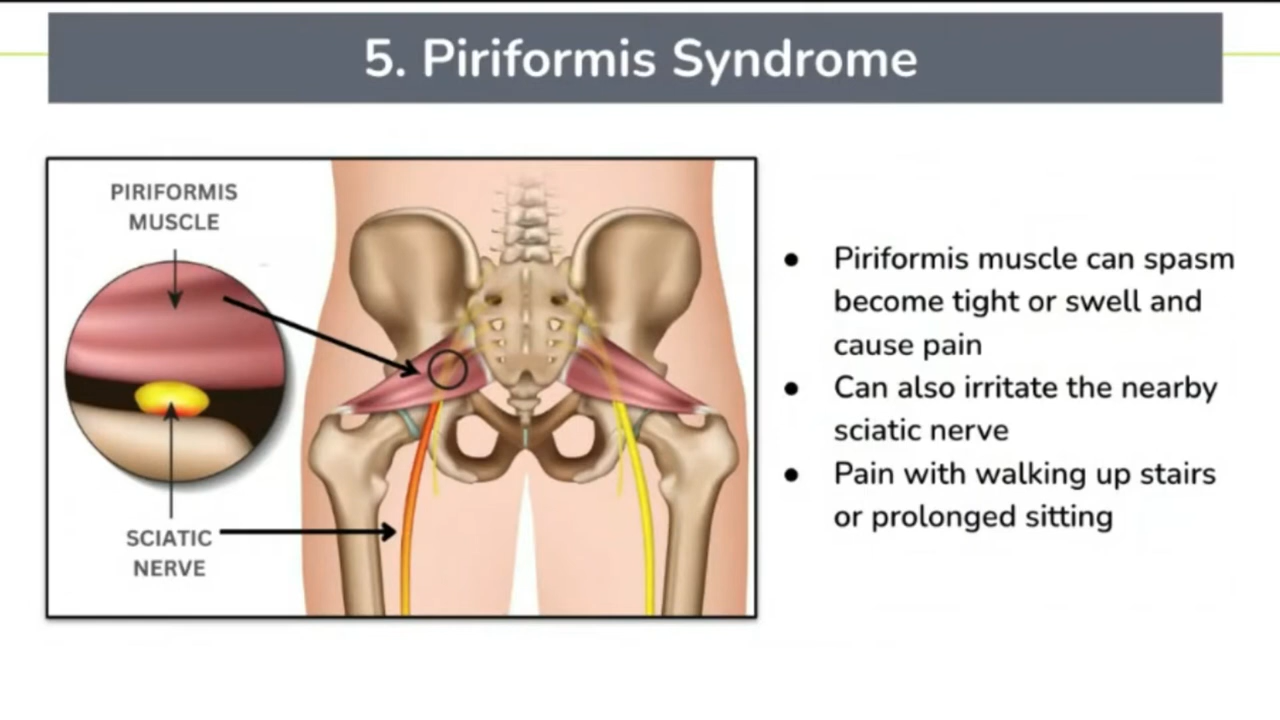 5. Piriformis Syndrome
PIRIFORMIS
MUSCLE
SCIATIC
NERVE
● Piriformis muscle can spasm
become tight or swell and
cause pain
● Can also irritate the nearby
sciatic nerve
● Pain with walking up stairs
or prolonged sitting